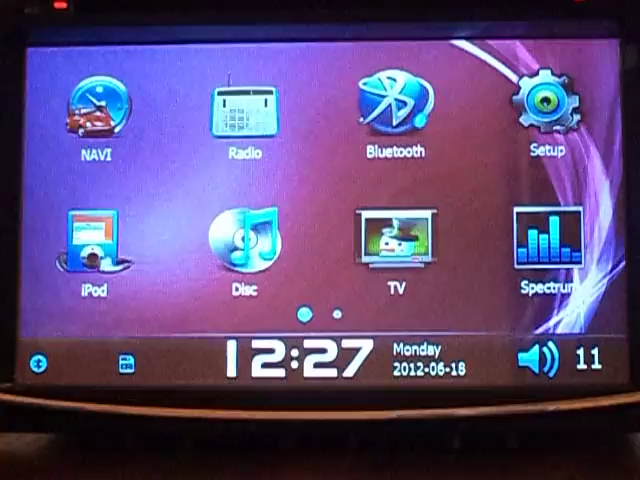 NAVI
Radio
Bluetooth
Setup
iPod
Disc
TV
Spectrum
12:27
Monday
2012-06-18
11